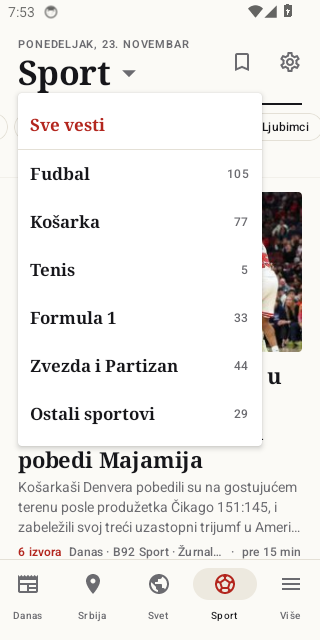 7:53
PONEDELJAK, 23. NOVEMBAR
Sport
Ljubimci
Sve vesti
Fudbal 105
Košarka 77
Tenis 5
Formula 1 33
Zvezda i Partizan 44
Ostali sportovi 29
u
pobedi Majamija
Košarkaši Denvera pobedili su na gostujućem
terenu posle produžetka Čikago 151:145, i
zabeležili svoj treći uzastopni trijumf u Ameri...
6 izvora Danas · B92 Sport · Žurnal... · pre 15 min
Danas Srbija Svet Sport Više